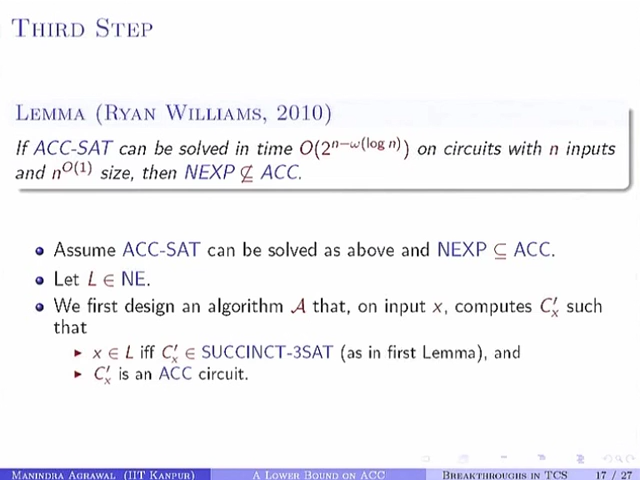 THIRD STEP
LEMMA (RYAN WILLIAMS, 2010)
If ACC-SAT can be solved in time O(2^{n−ω(log n)}) on circuits with n inputs
and n^{O(1)} size, then NEXP ⊈ ACC.
• Assume ACC-SAT can be solved as above and NEXP ⊆ ACC.
• Let L ∈ NE.
• We first design an algorithm 𝒜 that, on input x, computes C′ₓ such
that
▸ x ∈ L iff C′ₓ ∈ SUCCINCT-3SAT (as in first Lemma), and
▸ C′ₓ is an ACC circuit.
MANINDRA AGRAWAL (IIT KANPUR) A LOWER BOUND ON ACC BREAKTHROUGHS IN TCS 17 / 27